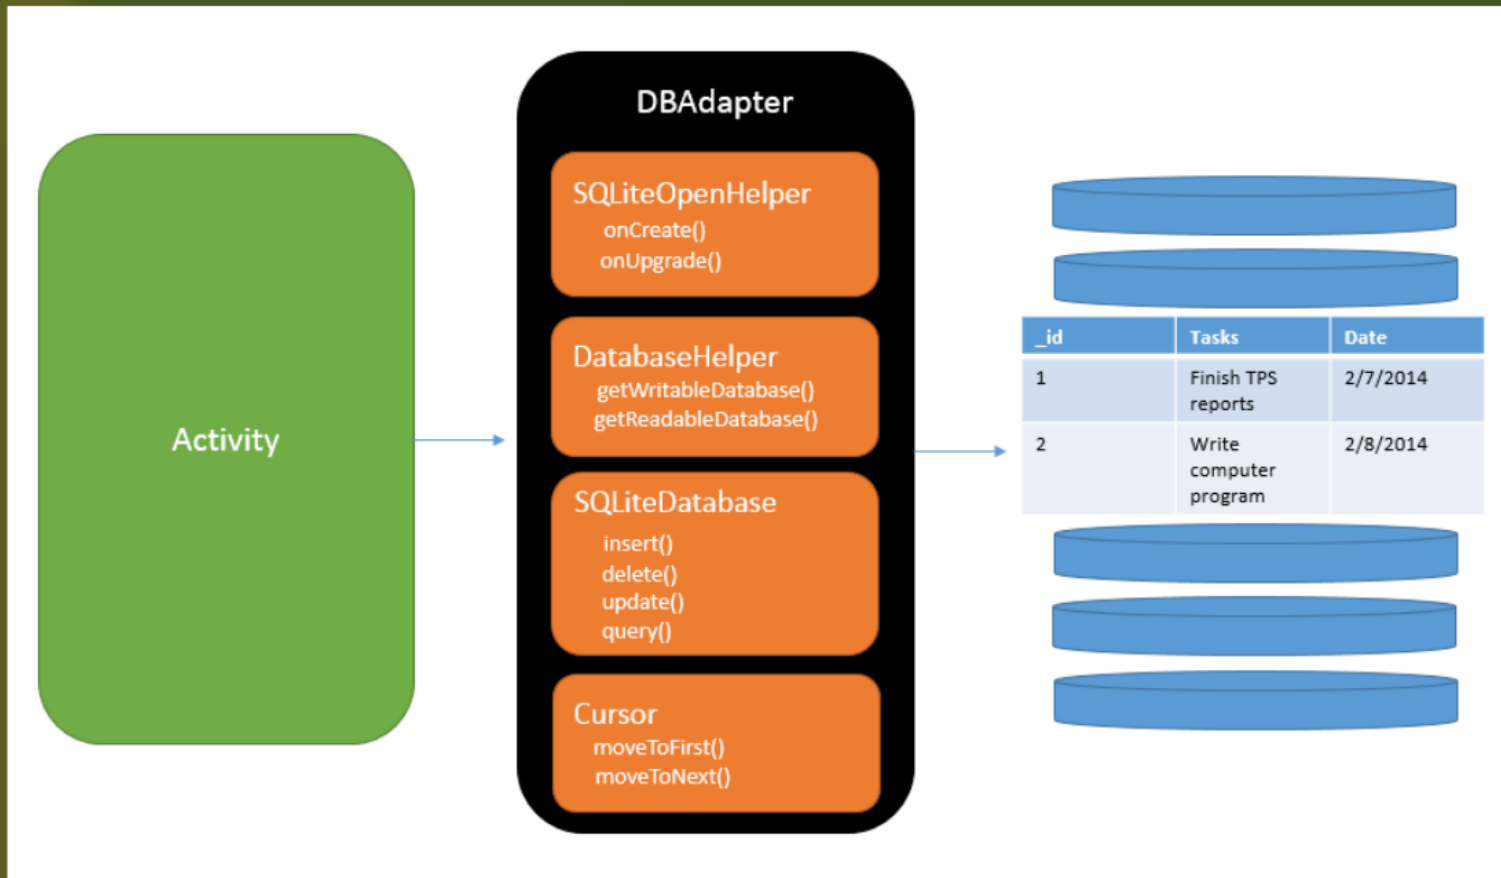 Activity
DBAdapter
SQLiteOpenHelper
onCreate()
onUpgrade()
DatabaseHelper
getWritableDatabase()
getReadableDatabase()
SQLiteDatabase
insert()
delete()
update()
query()
Cursor
moveToFirst()
moveToNext()
_id Tasks Date
1 Finish TPS 2/7/2014
reports
2 Write 2/8/2014
computer
program